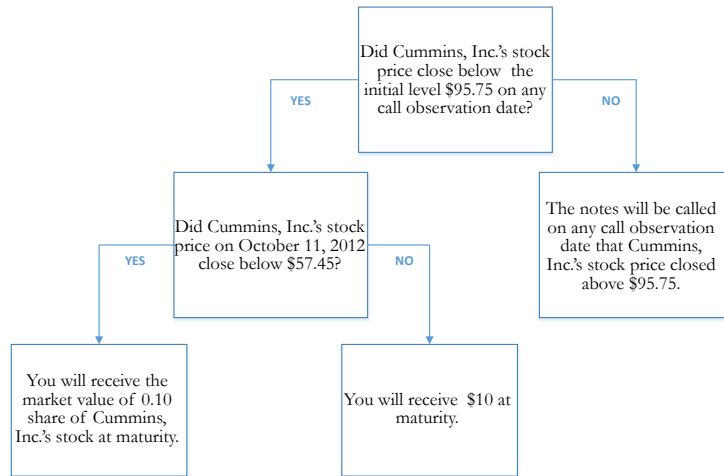 Did Cummins, Inc.'s stock
price close below the
initial level $95.75 on any
call observation date?
YES
NO
Did Cummins, Inc.'s stock
price on October 11, 2012
close below $57.45?
The notes will be called
on any call observation
date that Cummins,
Inc.'s stock price closed
above $95.75.
YES
NO
You will receive the
market value of 0.10
share of Cummins,
Inc.'s stock at maturity.
You will receive $10 at
maturity.